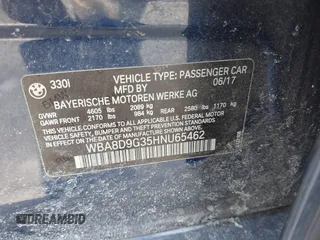 330i VEHICLE TYPE: PASSENGER CAR
06/17
BAYERISCHE MOTOREN WERKE AG
GVWR 4605 lbs 2089 kg
GAWR FRONT 2170 lbs 984 kg REAR 2580 lbs 1170 kg
THIS VEHICLE CONFORMS TO ALL APPLICABLE
FEDERAL MOTOR VEHICLE SAFETY, BUMPER,
AND THEFT PREVENTION STANDARDS IN EFFECT
ON THE DATE OF MANUFACTURE SHOWN ABOVE.
WBA8D9G35HNU65462
DREAMBID